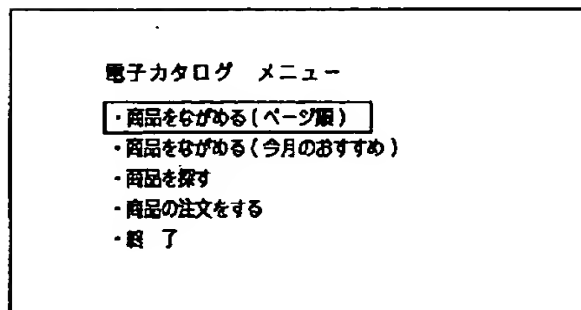 電子カタログ　メニュー
・商品をながめる(ページ順)
・商品をながめる(今月のおすすめ)
・商品を探す
・商品の注文をする
・終　了